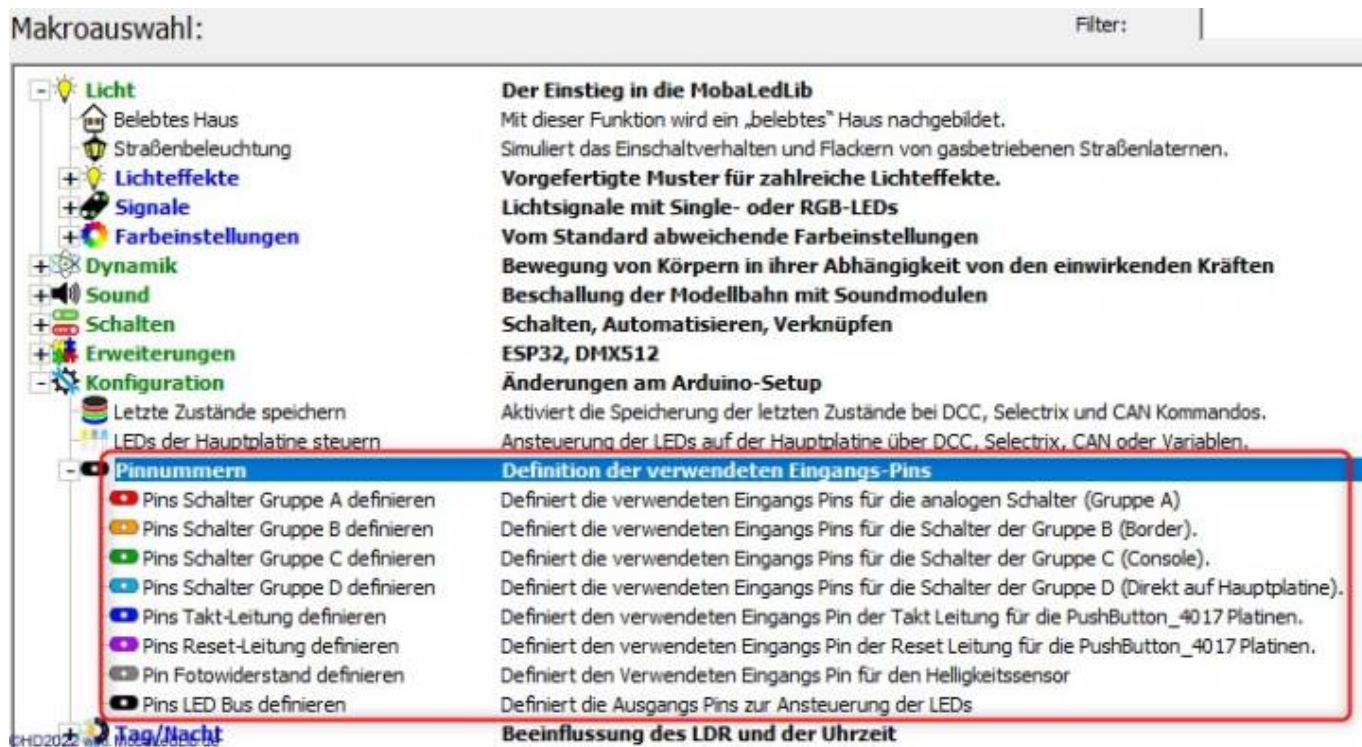 Makroauswahl: Filter:
Licht Der Einstieg in die MobaLedLib
Belebtes Haus Mit dieser Funktion wird ein „belebtes" Haus nachgebildet.
Straßenbeleuchtung Simuliert das Einschaltverhalten und Flackern von gasbetriebenen Straßenlaternen.
Lichteffekte Vorgefertigte Muster für zahlreiche Lichteffekte.
Signale Lichtsignale mit Single- oder RGB-LEDs
Farbeinstellungen Vom Standard abweichende Farbeinstellungen
Dynamik Bewegung von Körpern in ihrer Abhängigkeit von den einwirkenden Kräften
Sound Beschallung der Modellbahn mit Soundmodulen
Schalten Schalten, Automatisieren, Verknüpfen
Erweiterungen ESP32, DMX512
Konfiguration Änderungen am Arduino-Setup
Letzte Zustände speichern Aktiviert die Speicherung der letzten Zustände bei DCC, Selectrix und CAN Kommandos.
LEDs der Hauptplatine steuern Ansteuerung der LEDs auf der Hauptplatine über DCC, Selectrix, CAN oder Variablen.
Pinnummern Definition der verwendeten Eingangs-Pins
Pins Schalter Gruppe A definieren Definiert die verwendeten Eingangs Pins für die analogen Schalter (Gruppe A)
Pins Schalter Gruppe B definieren Definiert die verwendeten Eingangs Pins für die Schalter der Gruppe B (Border).
Pins Schalter Gruppe C definieren Definiert die verwendeten Eingangs Pins für die Schalter der Gruppe C (Console).
Pins Schalter Gruppe D definieren Definiert die verwendeten Eingangs Pins für die Schalter der Gruppe D (Direkt auf Hauptplatine).
Pins Takt-Leitung definieren Definiert den verwendeten Eingangs Pin der Takt Leitung für die PushButton_4017 Platinen.
Pins Reset-Leitung definieren Definiert den verwendeten Eingangs Pin der Reset Leitung für die PushButton_4017 Platinen.
Pin Fotowiderstand definieren Definiert den Verwendeten Eingangs Pin für den Helligkeitssensor
Pins LED Bus definieren Definiert die Ausgangs Pins zur Ansteuerung der LEDs
Tag/Nacht Beeinflussung des LDR und der Uhrzeit